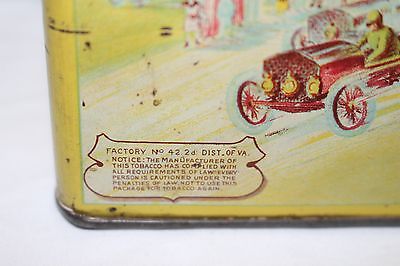 FACTORY No 42.2d DIST. OF VA.
NOTICE: THE MANUFACTURER OF
THIS TOBACCO HAS COMPLIED WITH
ALL REQUIREMENTS OF LAW. EVERY
PERSON IS CAUTIONED UNDER THE
PENALTIES OF LAW NOT TO USE THIS
PACKAGE FOR TOBACCO AGAIN.